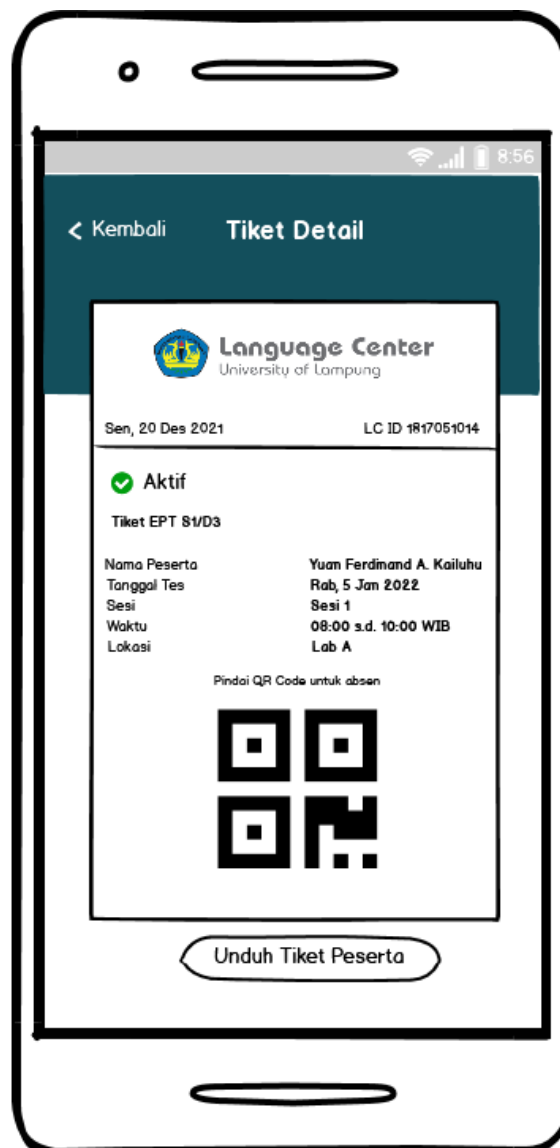 8:56
< Kembali Tiket Detail
Language Center
University of Lampung
Sen, 20 Des 2021 LC ID 1817051014
Aktif
Tiket EPT S1/D3
Nama Peserta Yuan Ferdinand A. Kailuhu
Tanggal Tes Rab, 5 Jan 2022
Sesi Sesi 1
Waktu 08:00 s.d. 10:00 WIB
Lokasi Lab A
Pindai QR Code untuk absen
Unduh Tiket Peserta